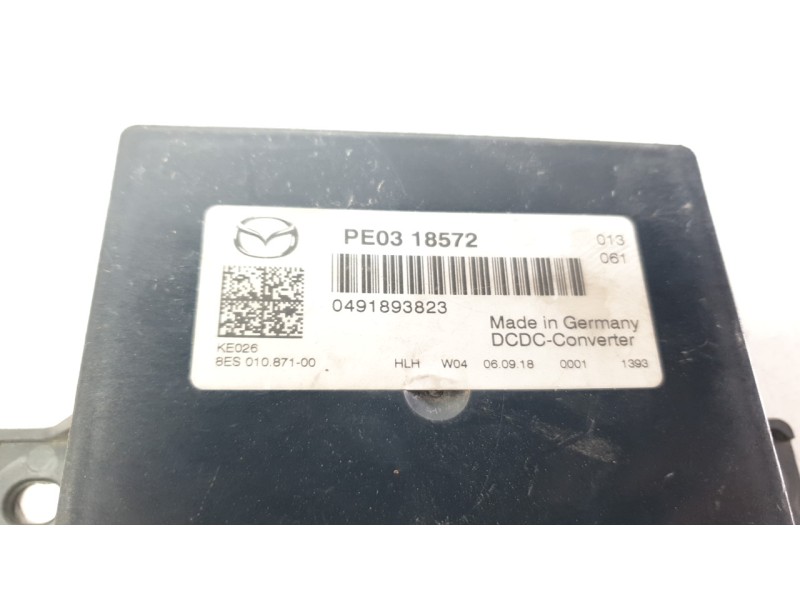 PE03 18572
013
061
0491893823
Made in Germany
DCDC-Converter
KE026
8ES 010.871-00 HLH W04 06.09.18 0001 1393